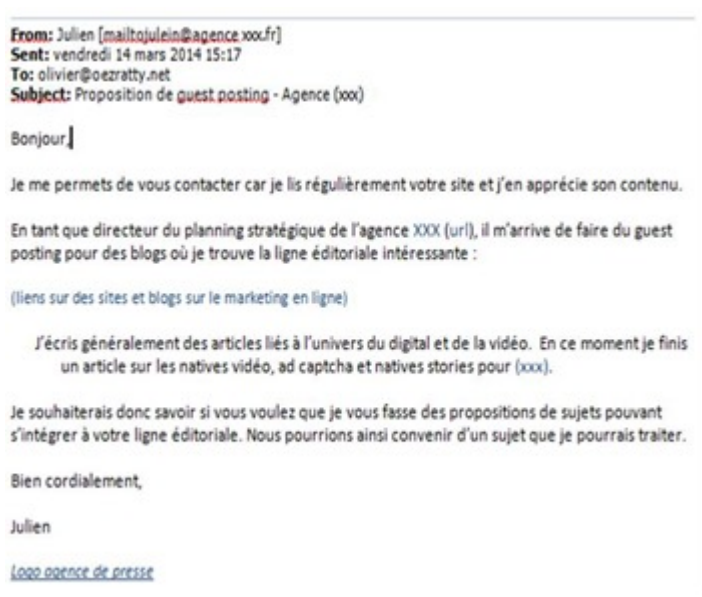 From: Julien [mailtojulein@agence.xxx.fr]
Sent: vendredi 14 mars 2014 15:17
To: olivier@oezratty.net
Subject: Proposition de guest posting - Agence (xxx)
Bonjour,
Je me permets de vous contacter car je lis régulièrement votre site et j'en apprécie son contenu.
En tant que directeur du planning stratégique de l'agence XXX (url), il m'arrive de faire du guest
posting pour des blogs où je trouve la ligne éditoriale intéressante :
(liens sur des sites et blogs sur le marketing en ligne)
J'écris généralement des articles liés à l'univers du digital et de la vidéo. En ce moment je finis
un article sur les natives vidéo, ad captcha et natives stories pour (xxx).
Je souhaiterais donc savoir si vous voulez que je vous fasse des propositions de sujets pouvant
s'intégrer à votre ligne éditoriale. Nous pourrions ainsi convenir d'un sujet que je pourrais traiter.
Bien cordialement,
Julien
Logo agence de presse